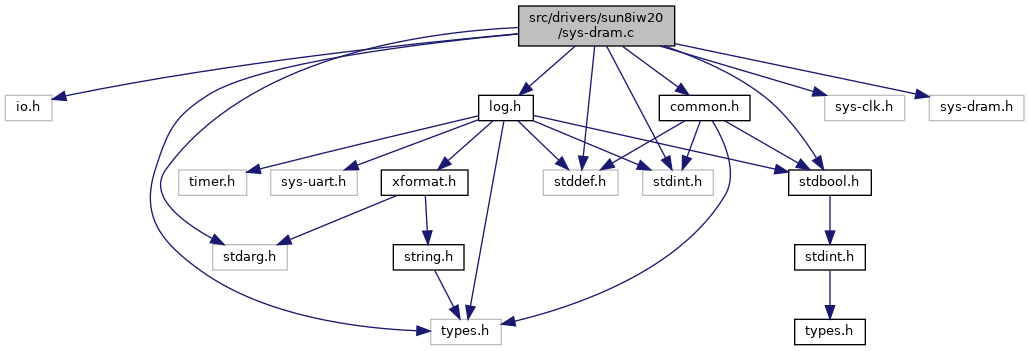 src/drivers/sun8iw20
/sys-dram.c
io.h
log.h
common.h
sys-clk.h
sys-dram.h
timer.h
sys-uart.h
xformat.h
stddef.h
stdint.h
stdbool.h
stdarg.h
string.h
stdint.h
types.h
types.h